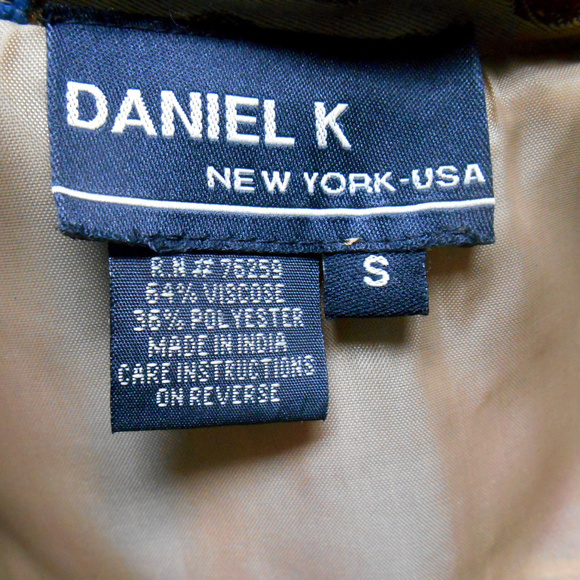 DANIEL K
NEW YORK-USA
S
R.N# 76259
64% VISCOSE
36% POLYESTER
MADE IN INDIA
CARE INSTRUCTIONS
ON REVERSE